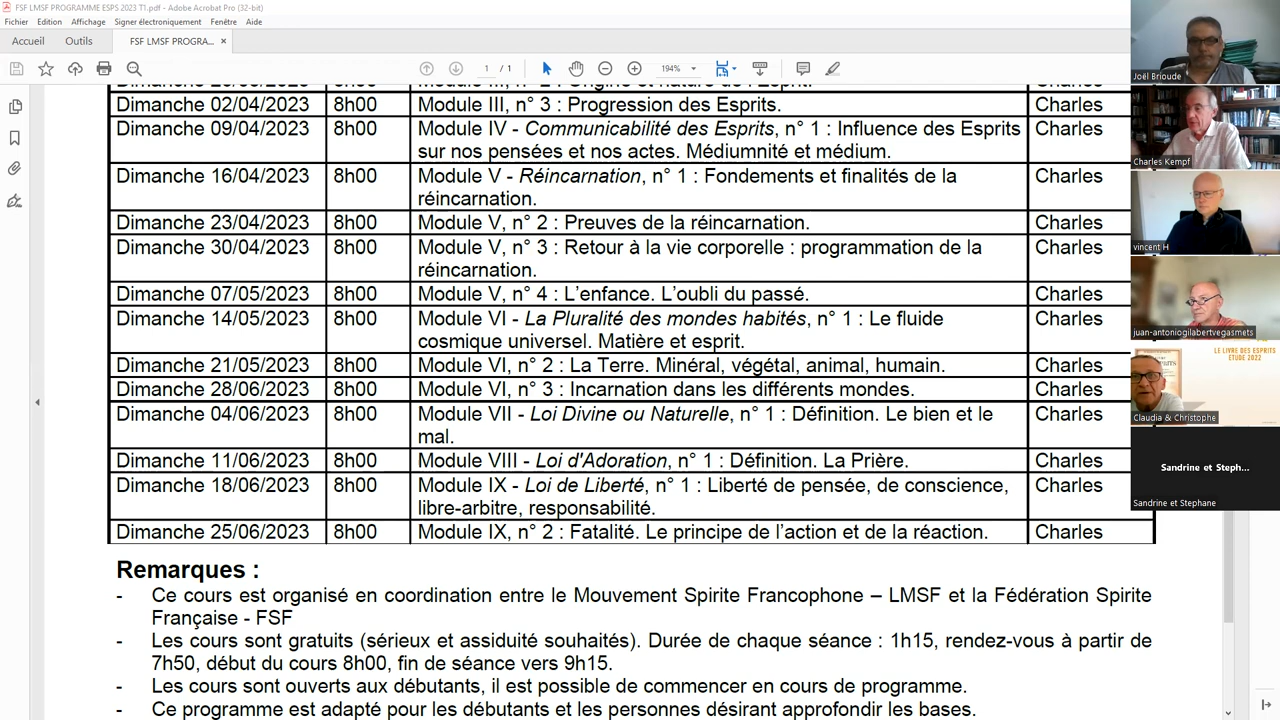 FSF LMSF PROGRAMME ESPS 2023 T1.pdf - Adobe Acrobat Pro (32-bit)
Fichier Edition Affichage Signer électroniquement Fenêtre Aide
Accueil Outils FSF LMSF PROGRA... ×
1 / 1 194%
Dimanche 02/04/2023 8h00 Module III, n° 3 : Progression des Esprits. Charles
Dimanche 09/04/2023 8h00 Module IV - Communicabilité des Esprits, n° 1 : Influence des Esprits Charles
sur nos pensées et nos actes. Médiumnité et médium.
Dimanche 16/04/2023 8h00 Module V - Réincarnation, n° 1 : Fondements et finalités de la Charles
réincarnation.
Dimanche 23/04/2023 8h00 Module V, n° 2 : Preuves de la réincarnation. Charles
Dimanche 30/04/2023 8h00 Module V, n° 3 : Retour à la vie corporelle : programmation de la Charles
réincarnation.
Dimanche 07/05/2023 8h00 Module V, n° 4 : L’enfance. L’oubli du passé. Charles
Dimanche 14/05/2023 8h00 Module VI - La Pluralité des mondes habités, n° 1 : Le fluide Charles
cosmique universel. Matière et esprit.
Dimanche 21/05/2023 8h00 Module VI, n° 2 : La Terre. Minéral, végétal, animal, humain. Charles
Dimanche 28/06/2023 8h00 Module VI, n° 3 : Incarnation dans les différents mondes. Charles
Dimanche 04/06/2023 8h00 Module VII - Loi Divine ou Naturelle, n° 1 : Définition. Le bien et le Charles
mal.
Dimanche 11/06/2023 8h00 Module VIII - Loi d'Adoration, n° 1 : Définition. La Prière. Charles
Dimanche 18/06/2023 8h00 Module IX - Loi de Liberté, n° 1 : Liberté de pensée, de conscience, Charles
libre-arbitre, responsabilité.
Dimanche 25/06/2023 8h00 Module IX, n° 2 : Fatalité. Le principe de l’action et de la réaction. Charles
Remarques :
- Ce cours est organisé en coordination entre le Mouvement Spirite Francophone – LMSF et la Fédération Spirite
Française - FSF
- Les cours sont gratuits (sérieux et assiduité souhaités). Durée de chaque séance : 1h15, rendez-vous à partir de
7h50, début du cours 8h00, fin de séance vers 9h15.
- Les cours sont ouverts aux débutants, il est possible de commencer en cours de programme.
- Ce programme est adapté pour les débutants et les personnes désirant approfondir les bases.
Joël Brioude
Charles Kempf
vincent H
juan-antoniogilabertvegasmets
LE LIVRE DES ESPRITS
ETUDE 2022
Claudia & Christophe
Sandrine et Steph...
Sandrine et Stephane